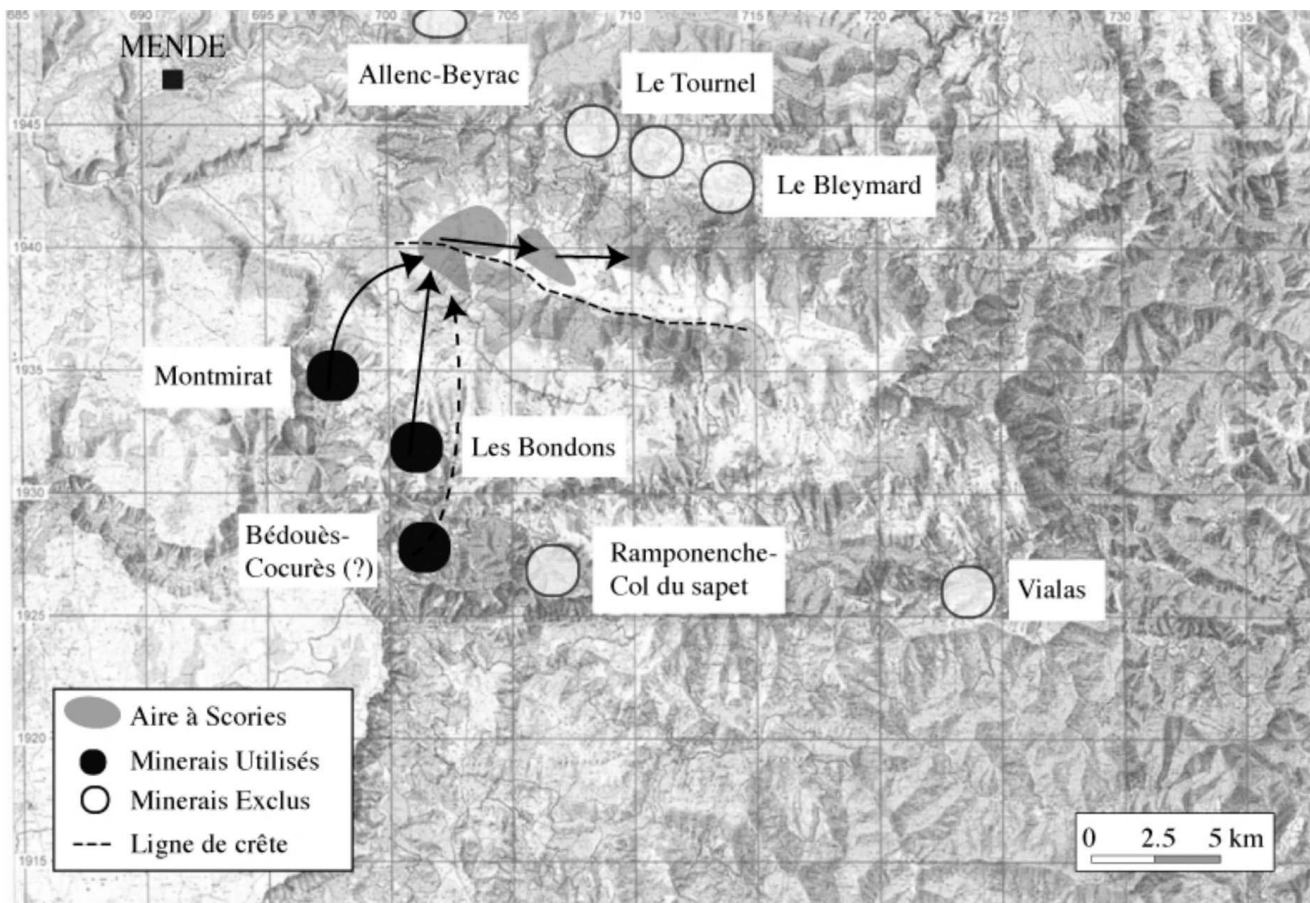 685 690 695 700 705 710 715 720 725 730 735
MENDE
Allenc-Beyrac
Le Tournel
1945
Le Bleymard
1940
1935
Montmirat
Les Bondons
1930
Bédouès-
Cocurès (?)
Ramponenche-
Col du sapet
Vialas
1925
Aire à Scories
Minerais Utilisés
Minerais Exclus
Ligne de crête
1920
1915
0 2.5 5 km